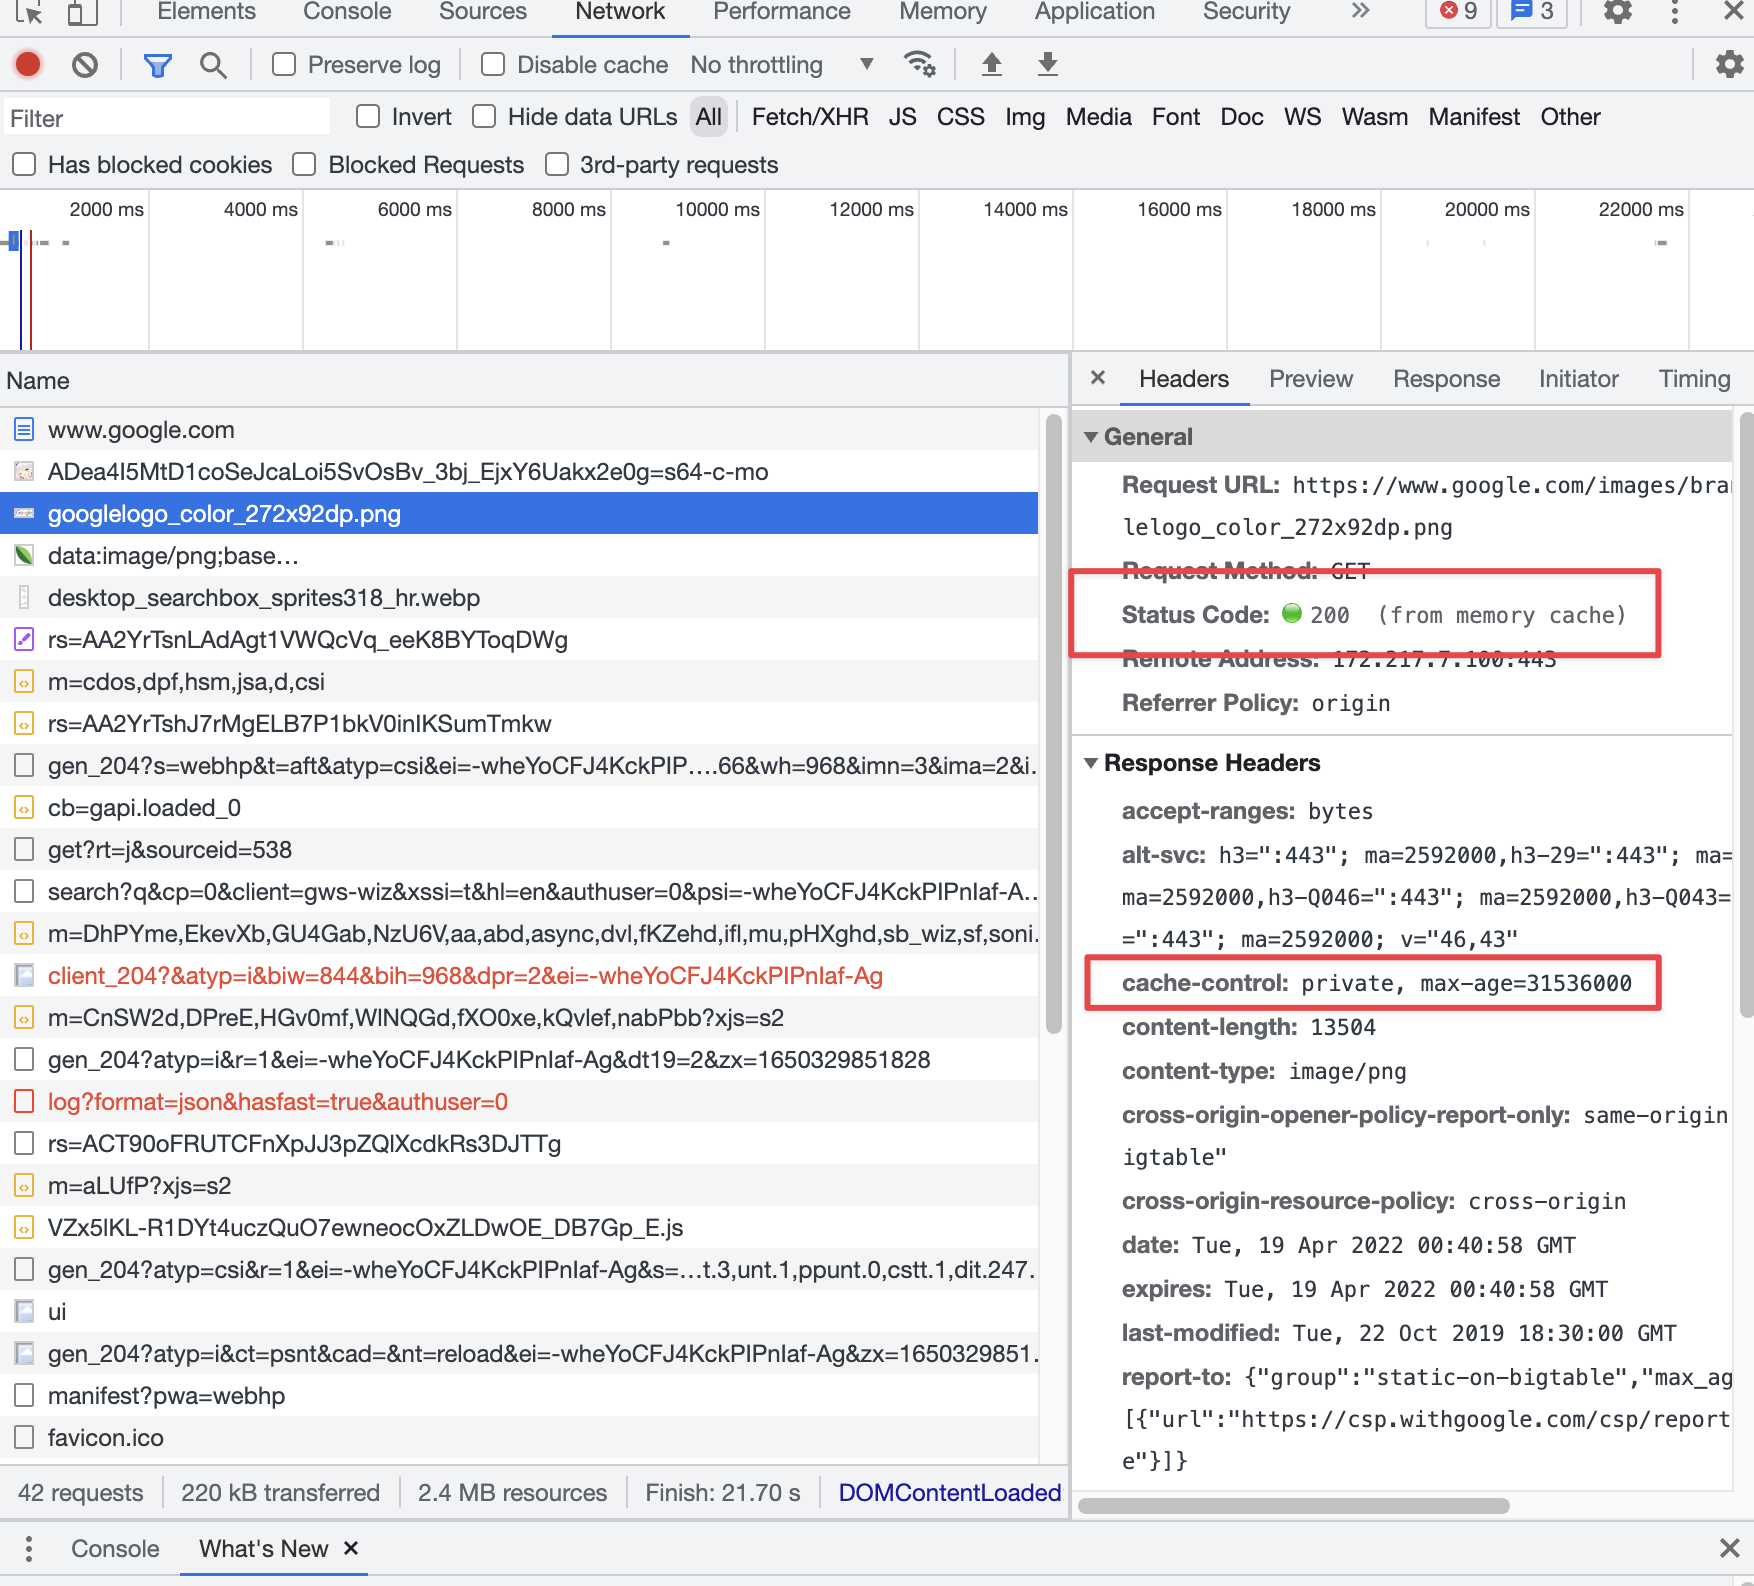 Elements Console Sources Network Performance Memory Application Security 9 3
Preserve log Disable cache No throttling
Filter Invert Hide data URLs All Fetch/XHR JS CSS Img Media Font Doc WS Wasm Manifest Other
Has blocked cookies Blocked Requests 3rd-party requests
2000 ms 4000 ms 6000 ms 8000 ms 10000 ms 12000 ms 14000 ms 16000 ms 18000 ms 20000 ms 22000 ms
Name
www.google.com
ADea4I5MtD1coSeJcaLoi5SvOsBv_3bj_EjxY6Uakx2e0g=s64-c-mo
googlelogo_color_272x92dp.png
data:image/png;base…
desktop_searchbox_sprites318_hr.webp
rs=AA2YrTsnLAdAgt1VWQcVq_eeK8BYToqDWg
m=cdos,dpf,hsm,jsa,d,csi
rs=AA2YrTshJ7rMgELB7P1bkV0inIKSumTmkw
gen_204?s=webhp&t=aft&atyp=csi&ei=-wheYoCFJ4KckPIP….66&wh=968&imn=3&ima=2&i.
cb=gapi.loaded_0
get?rt=j&sourceid=538
search?q&cp=0&client=gws-wiz&xssi=t&hl=en&authuser=0&psi=-wheYoCFJ4KckPIPnIaf-A..
m=DhPYme,EkevXb,GU4Gab,NzU6V,aa,abd,async,dvl,fKZehd,ifl,mu,pHXghd,sb_wiz,sf,soni.
client_204?&atyp=i&biw=844&bih=968&dpr=2&ei=-wheYoCFJ4KckPIPnIaf-Ag
m=CnSW2d,DPreE,HGv0mf,WlNQGd,fXO0xe,kQvlef,nabPbb?xjs=s2
gen_204?atyp=i&r=1&ei=-wheYoCFJ4KckPIPnIaf-Ag&dt19=2&zx=1650329851828
log?format=json&hasfast=true&authuser=0
rs=ACT90oFRUTCFnXpJJ3pZQlXcdkRs3DJTTg
m=aLUfP?xjs=s2
VZx5lKL-R1DYt4uczQuO7ewneocOxZLDwOE_DB7Gp_E.js
gen_204?atyp=csi&r=1&ei=-wheYoCFJ4KckPIPnIaf-Ag&s=…t.3,unt.1,ppunt.0,cstt.1,dit.247.
ui
gen_204?atyp=i&ct=psnt&cad=&nt=reload&ei=-wheYoCFJ4KckPIPnIaf-Ag&zx=1650329851.
manifest?pwa=webhp
favicon.ico
42 requests 220 kB transferred 2.4 MB resources Finish: 21.70 s DOMContentLoaded
Headers Preview Response Initiator Timing
General
Request URL: https://www.google.com/images/bra
lelogo_color_272x92dp.png
Request Method: GET
Status Code: 200 (from memory cache)
Remote Address: 172.217.7.100:443
Referrer Policy: origin
Response Headers
accept-ranges: bytes
alt-svc: h3=":443"; ma=2592000,h3-29=":443"; ma=
ma=2592000,h3-Q046=":443"; ma=2592000,h3-Q043=
=":443"; ma=2592000; v="46,43"
cache-control: private, max-age=31536000
content-length: 13504
content-type: image/png
cross-origin-opener-policy-report-only: same-origin
igtable"
cross-origin-resource-policy: cross-origin
date: Tue, 19 Apr 2022 00:40:58 GMT
expires: Tue, 19 Apr 2022 00:40:58 GMT
last-modified: Tue, 22 Oct 2019 18:30:00 GMT
report-to: {"group":"static-on-bigtable","max_ag
[{"url":"https://csp.withgoogle.com/csp/report
e"}]}
Console What's New